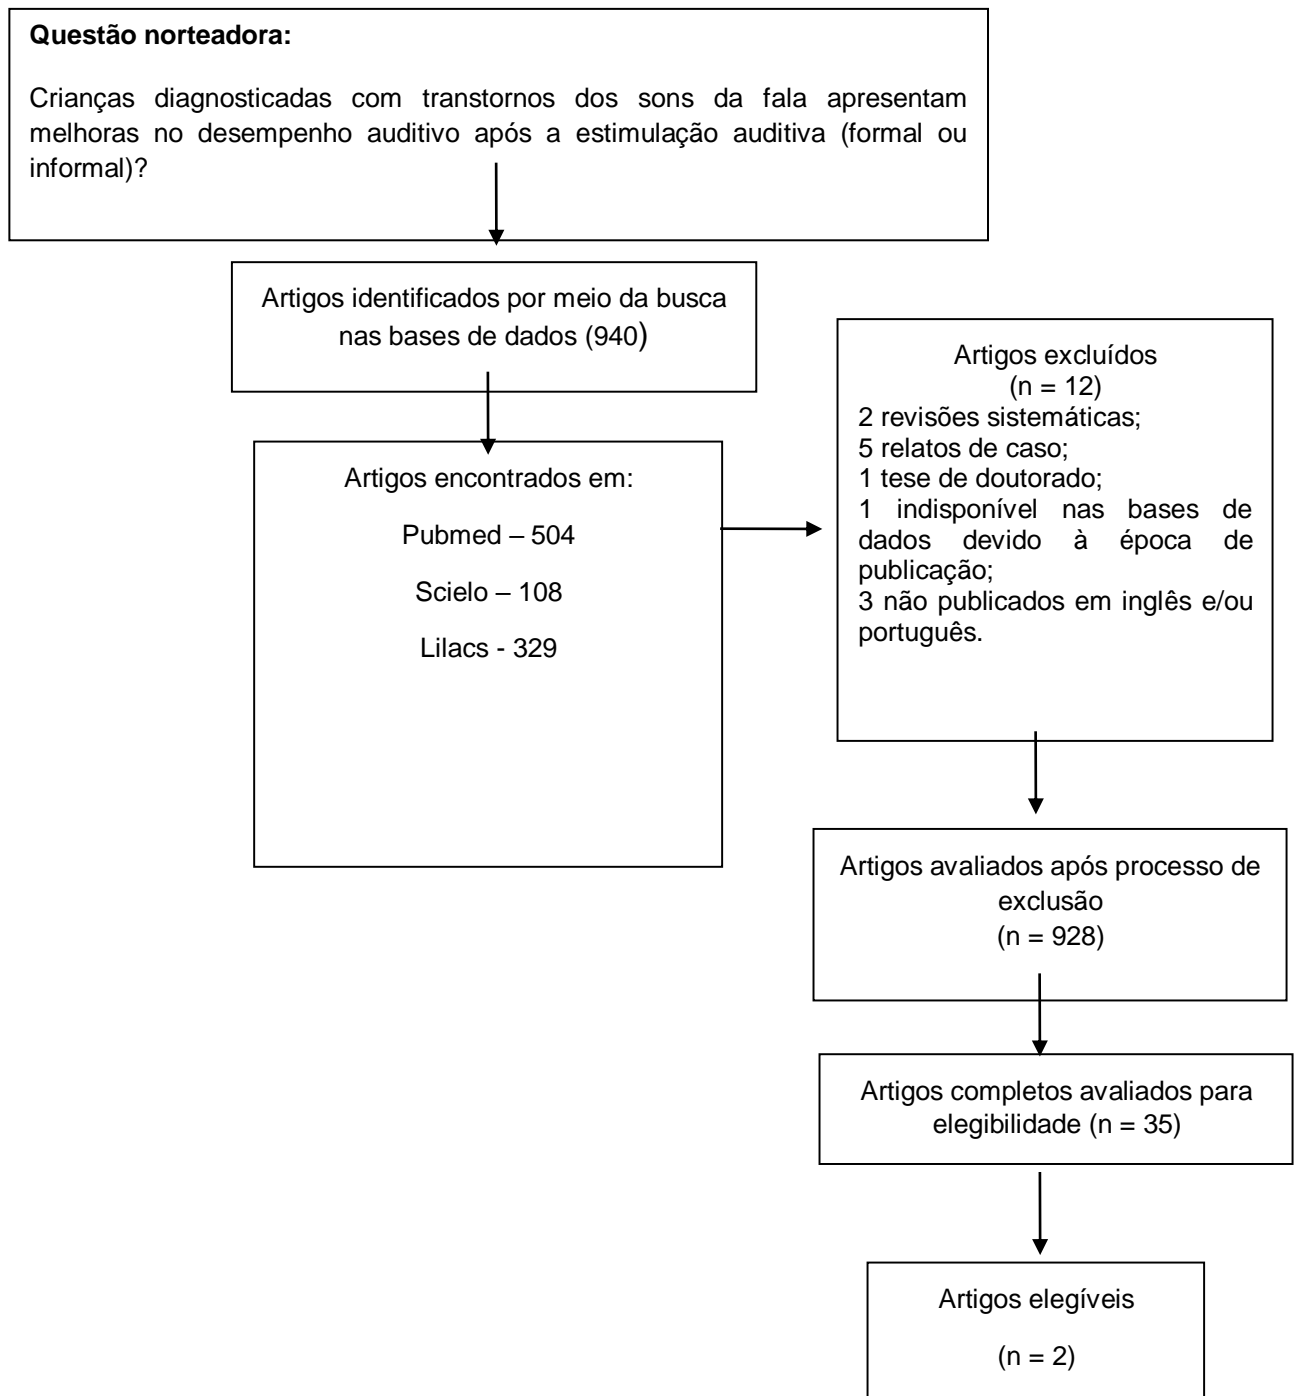 Questão norteadora:
Crianças diagnosticadas com transtornos dos sons da fala apresentam
melhoras no desempenho auditivo após a estimulação auditiva (formal ou
informal)?
Artigos identificados por meio da busca
nas bases de dados (940)
Artigos encontrados em:
Pubmed – 504
Scielo – 108
Lilacs - 329
Artigos excluídos
(n = 12)
2 revisões sistemáticas;
5 relatos de caso;
1 tese de doutorado;
1 indisponível nas bases de
dados devido à época de
publicação;
3 não publicados em inglês e/ou
português.
Artigos avaliados após processo de
exclusão
(n = 928)
Artigos completos avaliados para
elegibilidade (n = 35)
Artigos elegíveis
(n = 2)